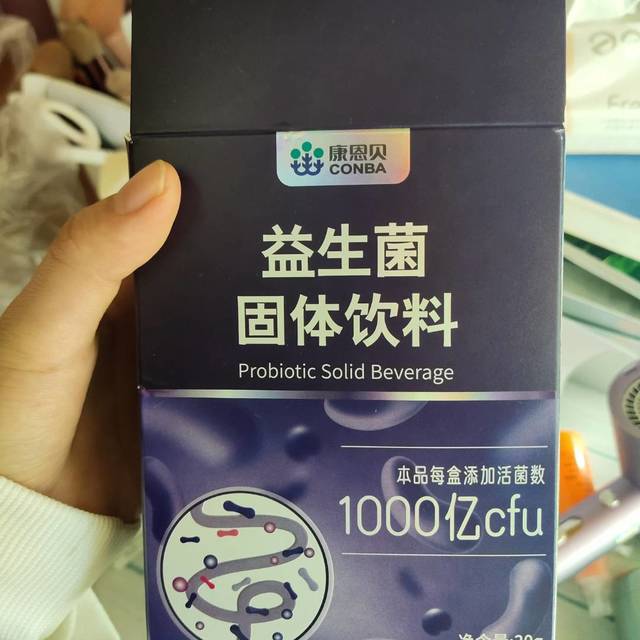 康恩贝
CONBA
益生菌
固体饮料
Probiotic Solid Beverage
本品每盒添加活菌数
1000亿cfu